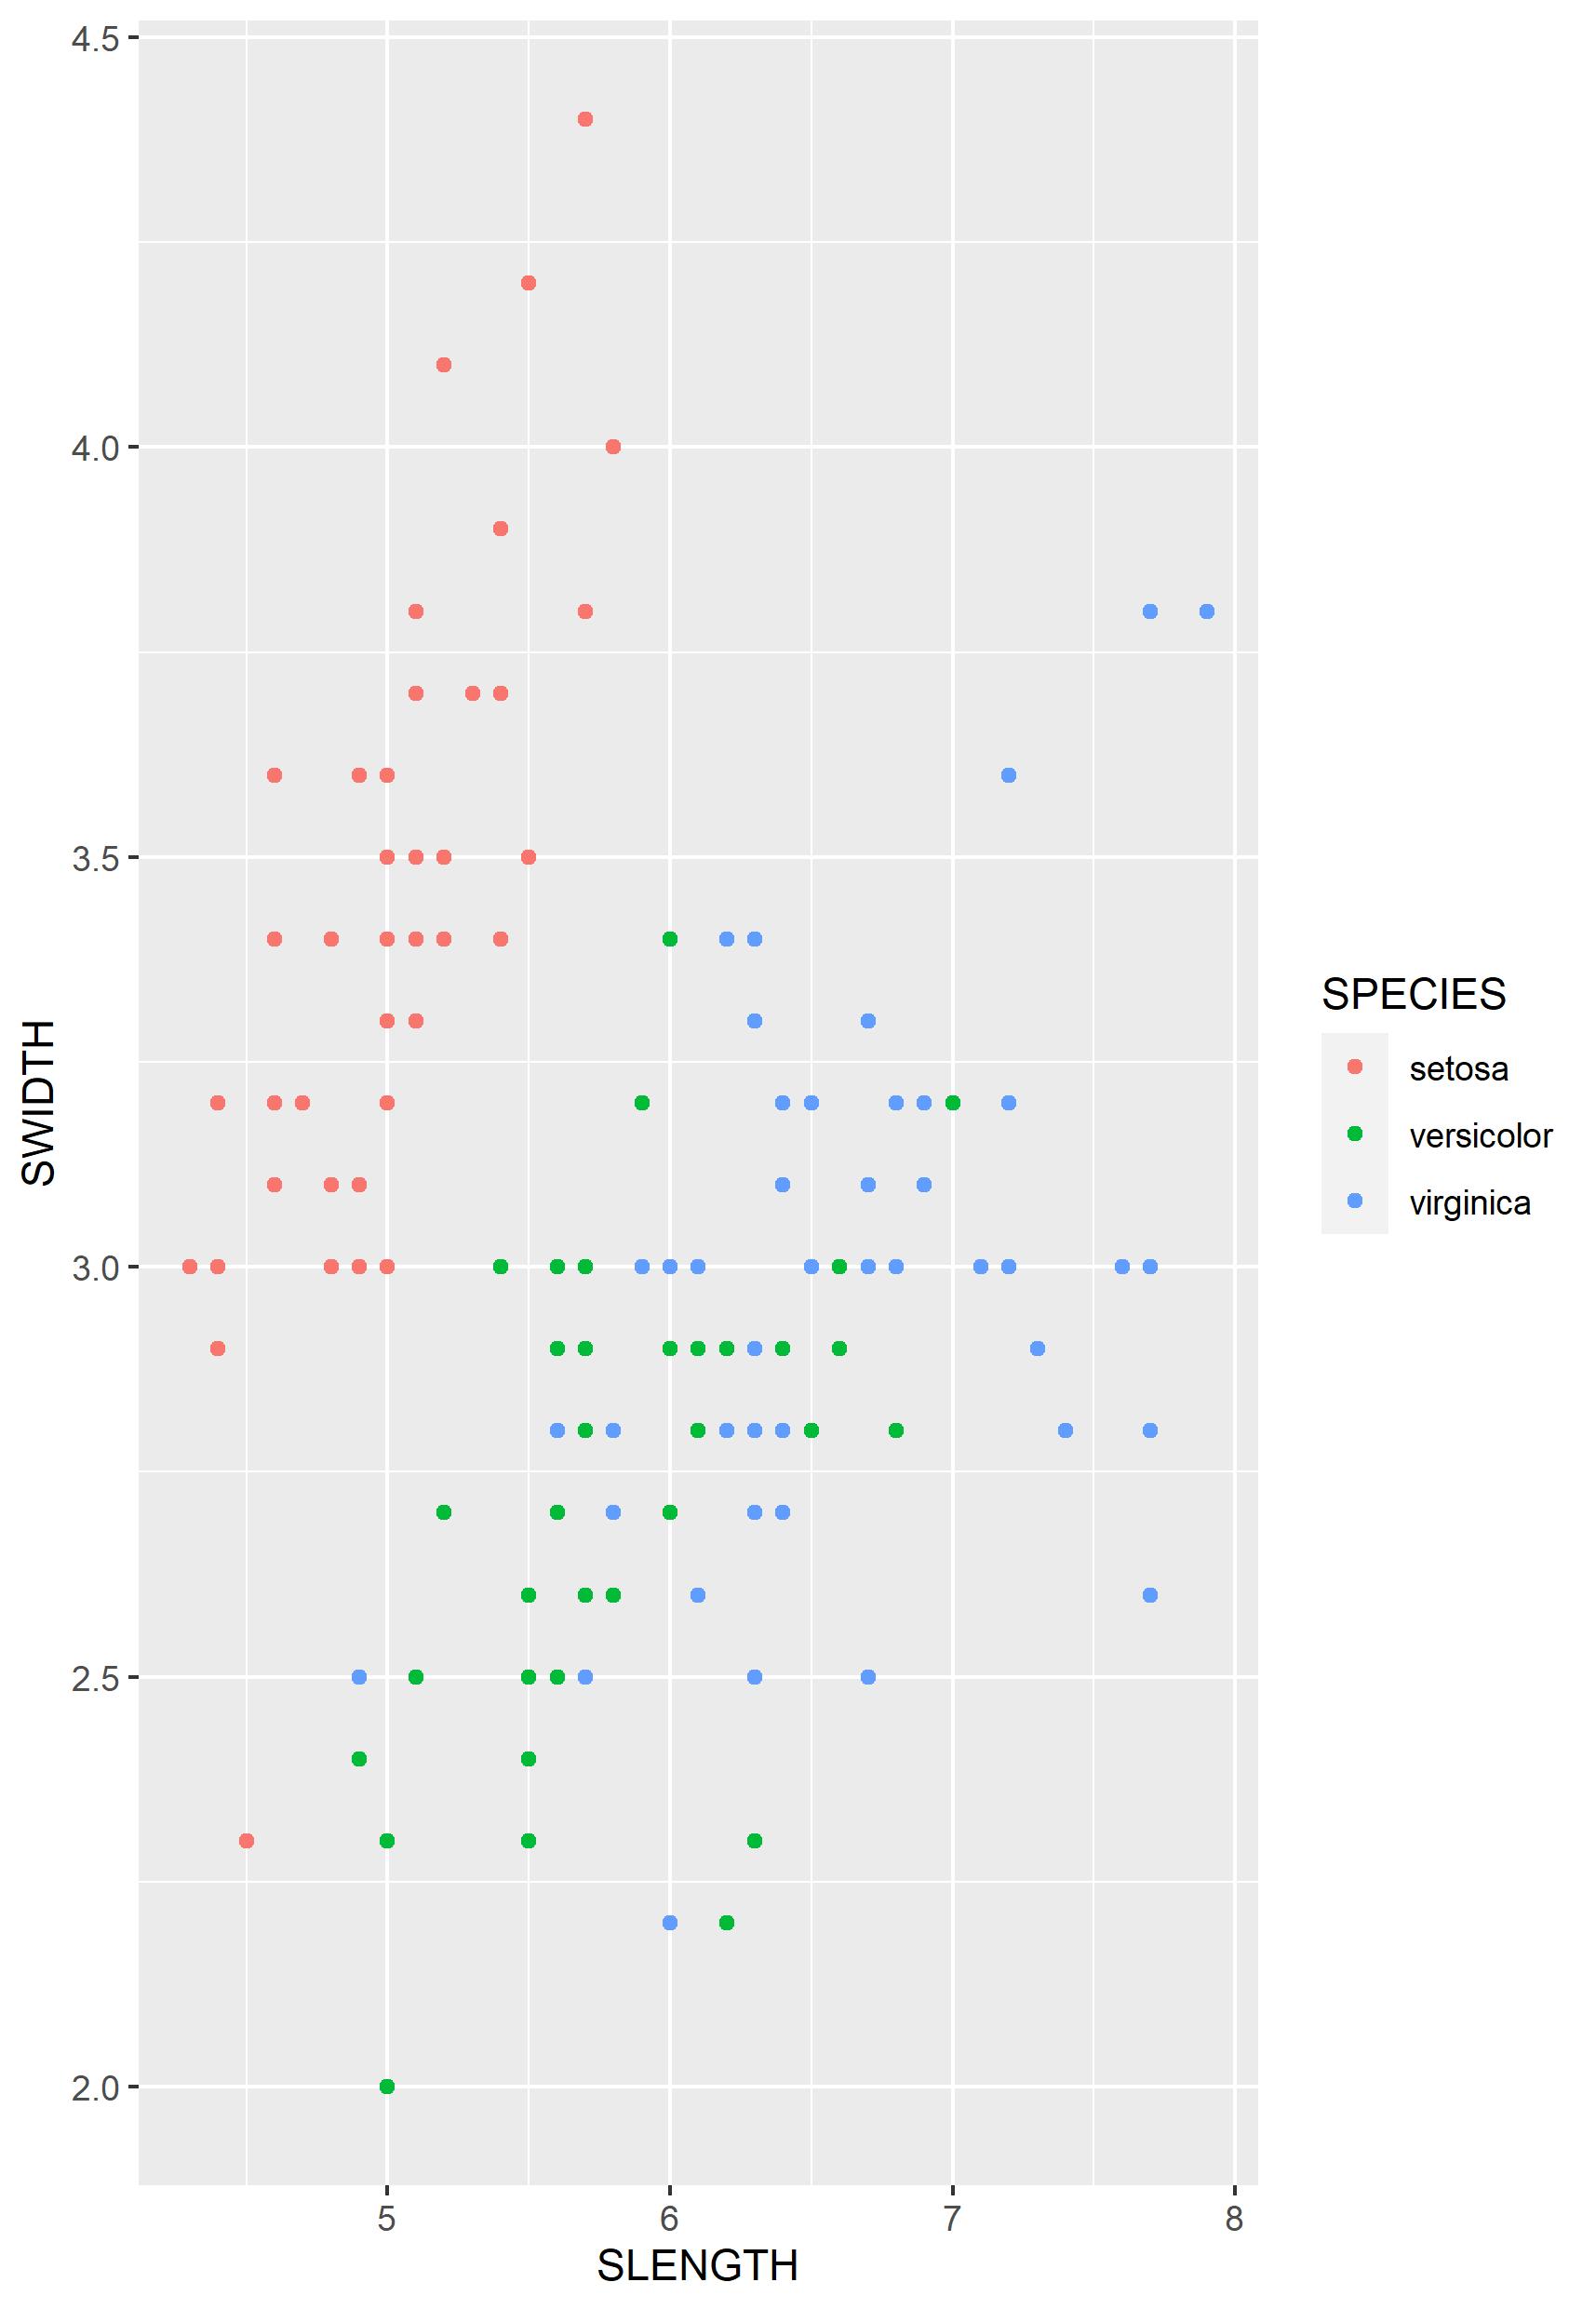 4.5
4.0
3.5
3.0
2.5
2.0
SWIDTH
5 6 7 8
SLENGTH
SPECIES
setosa
versicolor
virginica